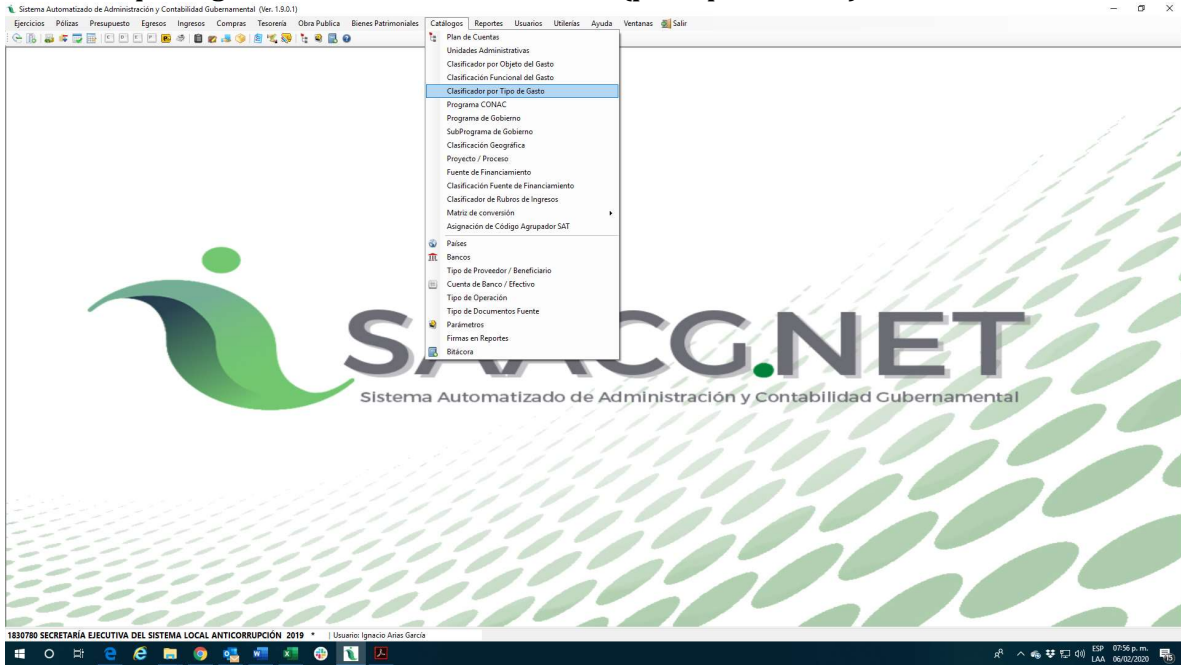 Sistema Automatizado de Administración y Contabilidad Gubernamental (Ver. 1.9.0.1)
Ejercicios Pólizas Presupuesto Egresos Ingresos Compras Tesorería Obra Publica Bienes Patrimoniales Catálogos Reportes Usuarios Utilerías Ayuda Ventanas Salir
Plan de Cuentas
Unidades Administrativas
Clasificador por Objeto del Gasto
Clasificación Funcional del Gasto
Clasificador por Tipo de Gasto
Programa CONAC
Programa de Gobierno
SubPrograma de Gobierno
Clasificación Geográfica
Proyecto / Proceso
Fuente de Financiamiento
Clasificación Fuente de Financiamiento
Clasificador de Rubros de Ingresos
Matriz de conversión
Asignación de Código Agrupador SAT
Países
Bancos
Tipo de Proveedor / Beneficiario
Cuenta de Banco / Efectivo
Tipo de Operación
Tipo de Documentos Fuente
Parámetros
Firmas en Reportes
Bitácora
SAACG.NET
Sistema Automatizado de Administración y Contabilidad Gubernamental
1830780 SECRETARÍA EJECUTIVA DEL SISTEMA LOCAL ANTICORRUPCIÓN 2019 * | Usuario: Ignacio Arias García
ESP 07:56 p. m.
LAA 06/02/2020
15